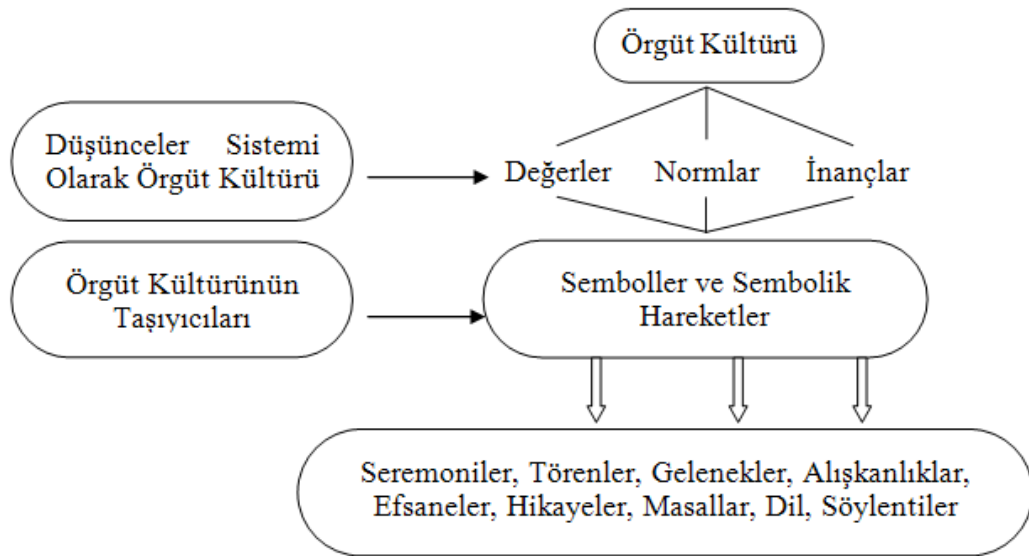 Örgüt Kültürü
Düşünceler Sistemi
Olarak Örgüt Kültürü
Değerler Normlar İnançlar
Örgüt Kültürünün
Taşıyıcıları
Semboller ve Sembolik
Hareketler
Seremoniler, Törenler, Gelenekler, Alışkanlıklar,
Efsaneler, Hikayeler, Masallar, Dil, Söylentiler